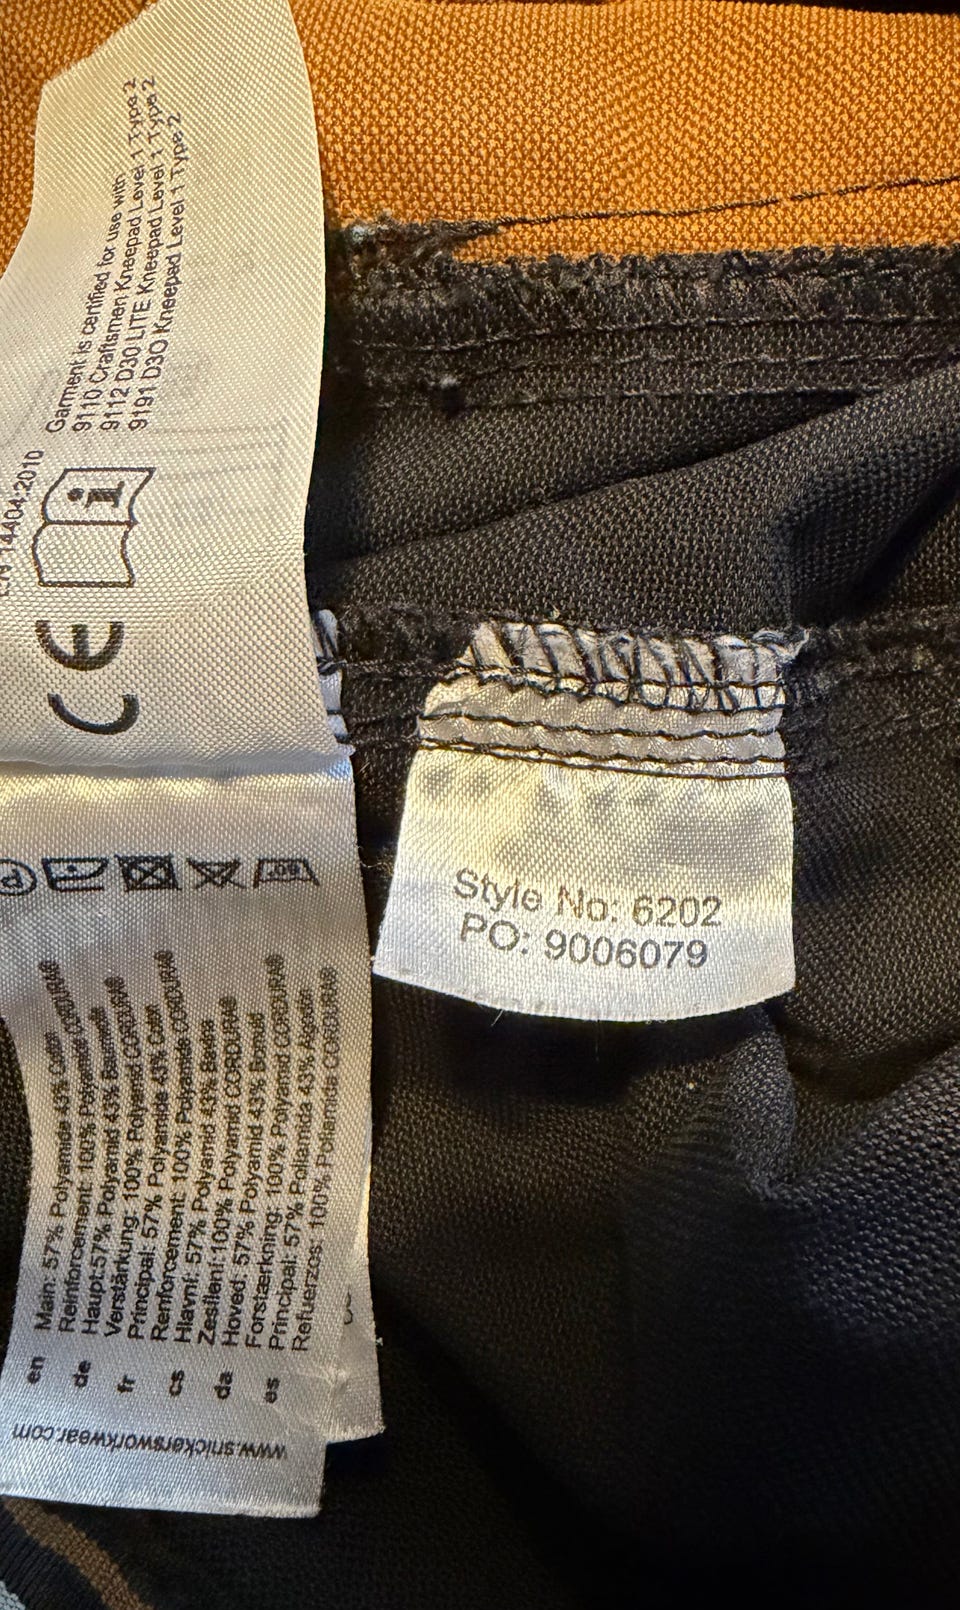 EN 14404:2010
Garment is certified for use with
9110 Craftsmen Kneepad Level 1 Type 2
9112 D30 LITE Kneepad Level 1 Type 2
9191 D3O Kneepad Level 1 Type 2
CE
60°
P
en Main: 57% Polyamide 43% Cotton
Reinforcement: 100% Polyamide CORDURA®
de Haupt:57% Polyamid 43% Baumwolle
Verstärkung: 100% Polyamid CORDURA®
fr Principal: 57% Polyamide 43% Coton
Renforcement: 100% Polyamide CORDURA®
cs Hlavní: 57% Polyamid 43% Bavlna
Zesílení:100% Polyamid CORDURA®
da Hoved: 57% Polyamid 43% Bomuld
Forstærkning: 100% Polyamid CORDURA®
es Principal: 57% Poliamida 43% Algodón
Refuerzos: 100% Poliamida CORDURA®
www.snickersworkwear.com
Style No: 6202
PO: 9006079